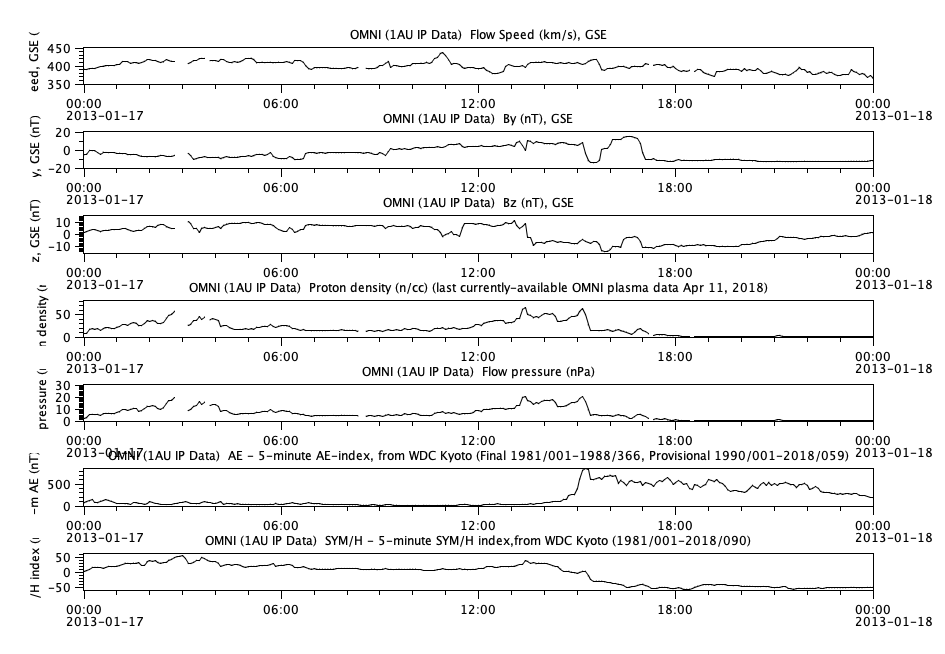 OMNI (1AU IP Data) Flow Speed (km/s), GSE
eed, GSE (
450
400
350
00:00 06:00 12:00 18:00 00:00
2013-01-17 2013-01-18
OMNI (1AU IP Data) By (nT), GSE
y, GSE (nT)
20
0
-20
00:00 06:00 12:00 18:00 00:00
2013-01-17 2013-01-18
OMNI (1AU IP Data) Bz (nT), GSE
z, GSE (nT)
10
0
-10
00:00 06:00 12:00 18:00 00:00
2013-01-17 2013-01-18
OMNI (1AU IP Data) Proton density (n/cc) (last currently-available OMNI plasma data Apr 11, 2018)
n density (
50
0
00:00 06:00 12:00 18:00 00:00
2013-01-17 2013-01-18
OMNI (1AU IP Data) Flow pressure (nPa)
pressure (
30
20
10
0
00:00 06:00 12:00 18:00 00:00
2013-01-17 2013-01-18
OMNI (1AU IP Data) AE - 5-minute AE-index, from WDC Kyoto (Final 1981/001-1988/366, Provisional 1990/001-2018/059)
-m AE (nT)
500
0
00:00 06:00 12:00 18:00 00:00
2013-01-17 2013-01-18
OMNI (1AU IP Data) SYM/H - 5-minute SYM/H index,from WDC Kyoto (1981/001-2018/090)
/H index (
50
0
-50
00:00 06:00 12:00 18:00 00:00
2013-01-17 2013-01-18